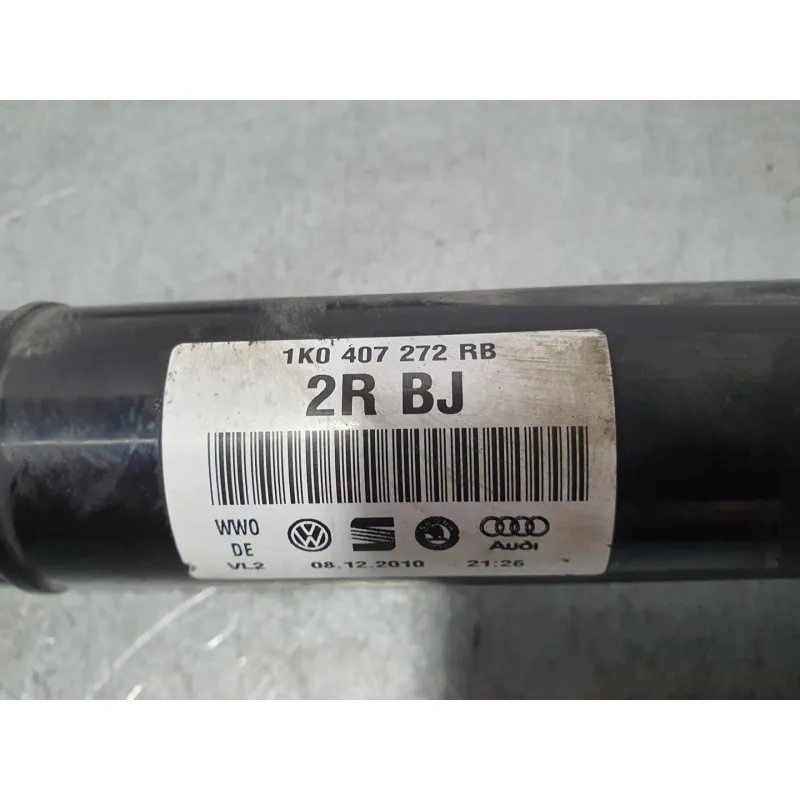 1K0 407 272 RB
2R BJ
WW0
DE
Audi
VL2 08.12.2010 21:26